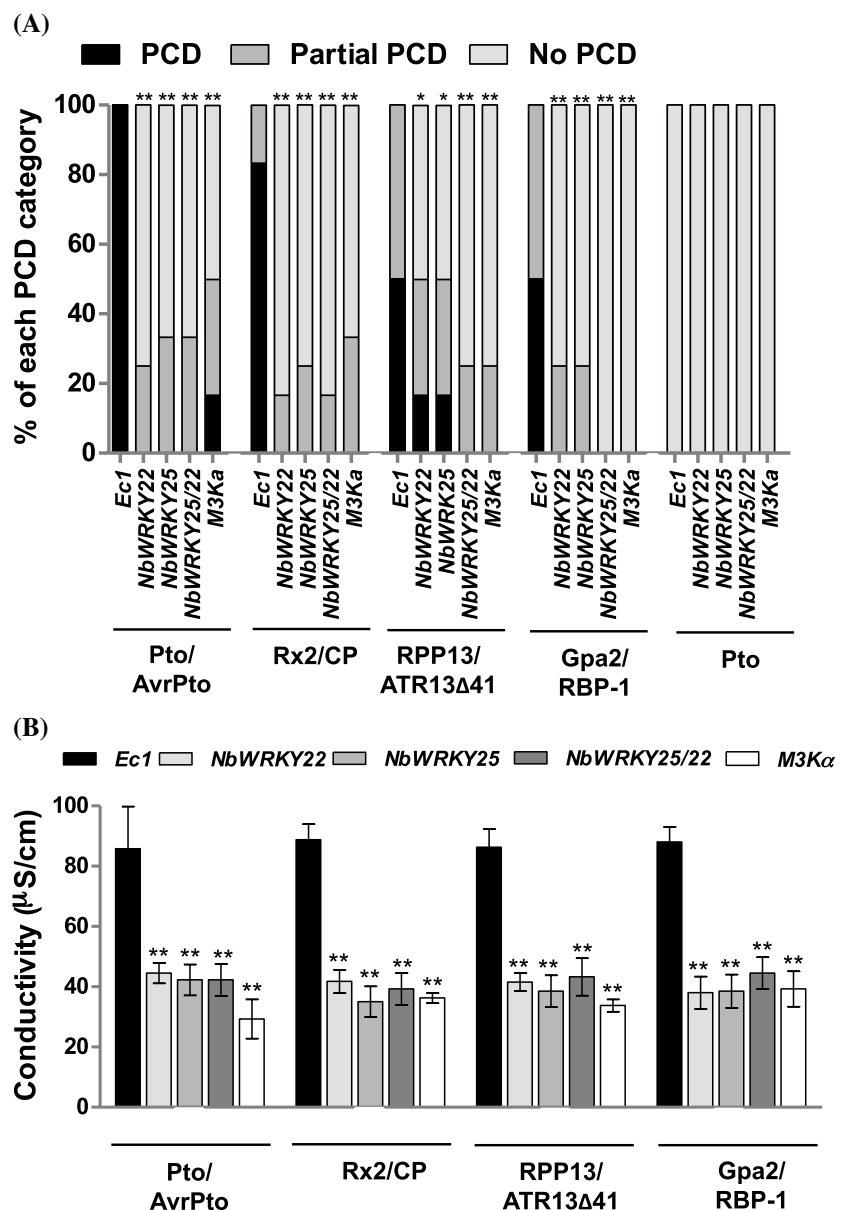 (A)
PCD Partial PCD No PCD
% of each PCD category
100
80
60
40
20
0
** ** ** **
** ** ** **
* * ** **
** ** ** **
Ec1 NbWRKY22 NbWRKY25 NbWRKY25/22 M3Ka
Ec1 NbWRKY22 NbWRKY25 NbWRKY25/22 M3Ka
Ec1 NbWRKY22 NbWRK25 NbWRKY25/22 M3Ka
Ec1 NbWRKY22 NbWRKY25 NbWRKY25/22 M3Ka
Ec1 NbWRKY22 NbWRKY25 NbWRKY25/22 M3Ka
Pto/
AvrPto
Rx2/CP
RPP13/
ATR13Δ41
Gpa2/
RBP-1
Pto
(B)
Ec1 NbWRKY22 NbWRKY25 NbWRKY25/22 M3Kα
Conductivity (µS/cm)
100
80
60
40
20
0
** ** ** **
** ** ** **
** ** ** **
** ** ** **
Pto/
AvrPto
Rx2/CP
RPP13/
ATR13Δ41
Gpa2/
RBP-1